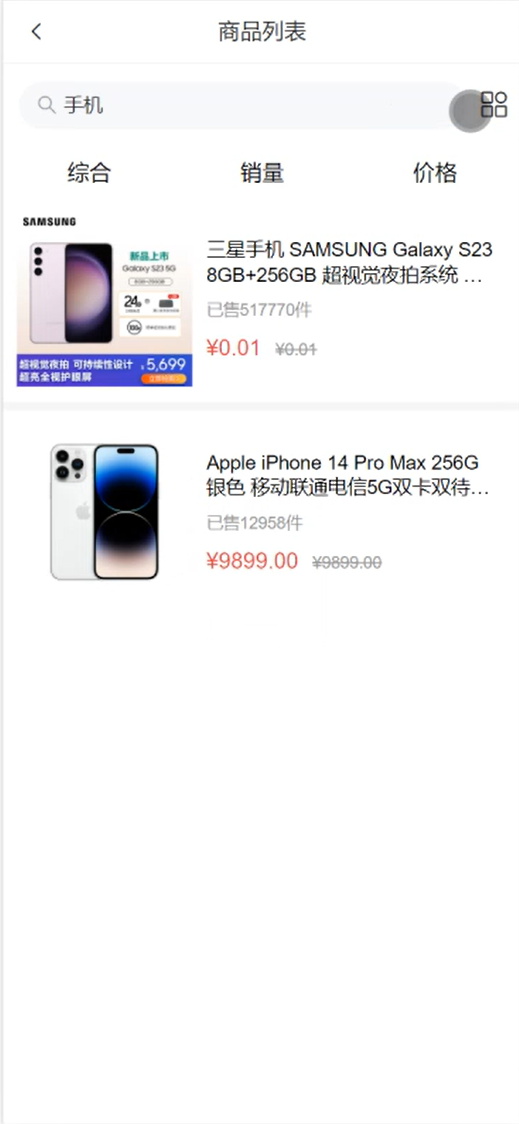 商品列表
手机
综合
销量
价格
SAMSUNG
新品上市
Galaxy S23 5G
8GB+256GB
24期
超视觉夜拍 可持续性设计
超亮全视护眼屏
¥5,699
三星手机 SAMSUNG Galaxy S23
8GB+256GB 超视觉夜拍系统 ...
已售517770件
¥0.01 ¥0.01
Apple iPhone 14 Pro Max 256G
银色 移动联通电信5G双卡双待...
已售12958件
¥9899.00 ¥9899.00